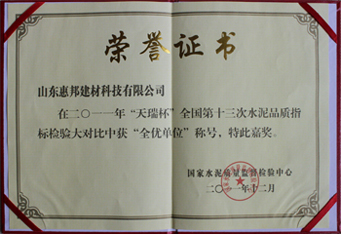 荣誉证书
山东惠邦建材科技有限公司
在二〇一一年“天瑞杯”全国第十三次水泥品质指
标检验大对比中获“全优单位”称号，特此嘉奖。
国家水泥质量监督检验中心
二〇一一年十二月